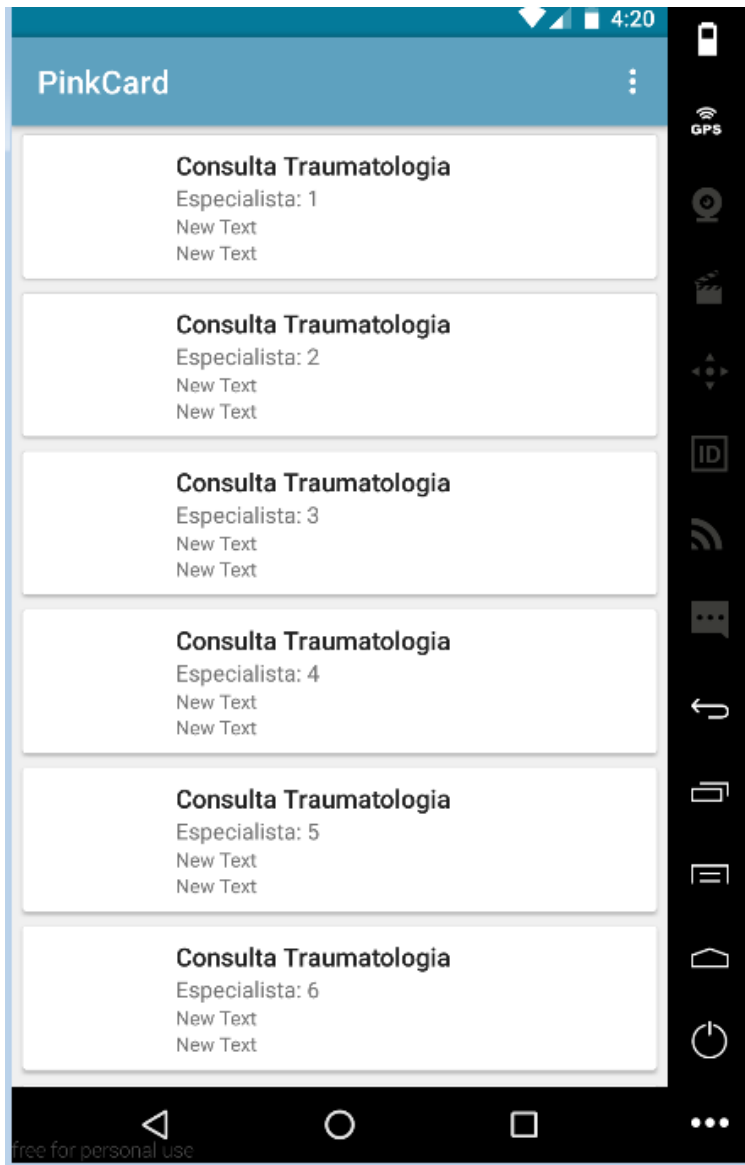 4:20
PinkCard
GPS
Consulta Traumatologia
Especialista: 1
New Text
New Text
Consulta Traumatologia
Especialista: 2
New Text
New Text
ID
Consulta Traumatologia
Especialista: 3
New Text
New Text
Consulta Traumatologia
Especialista: 4
New Text
New Text
Consulta Traumatologia
Especialista: 5
New Text
New Text
Consulta Traumatologia
Especialista: 6
New Text
New Text
free for personal use